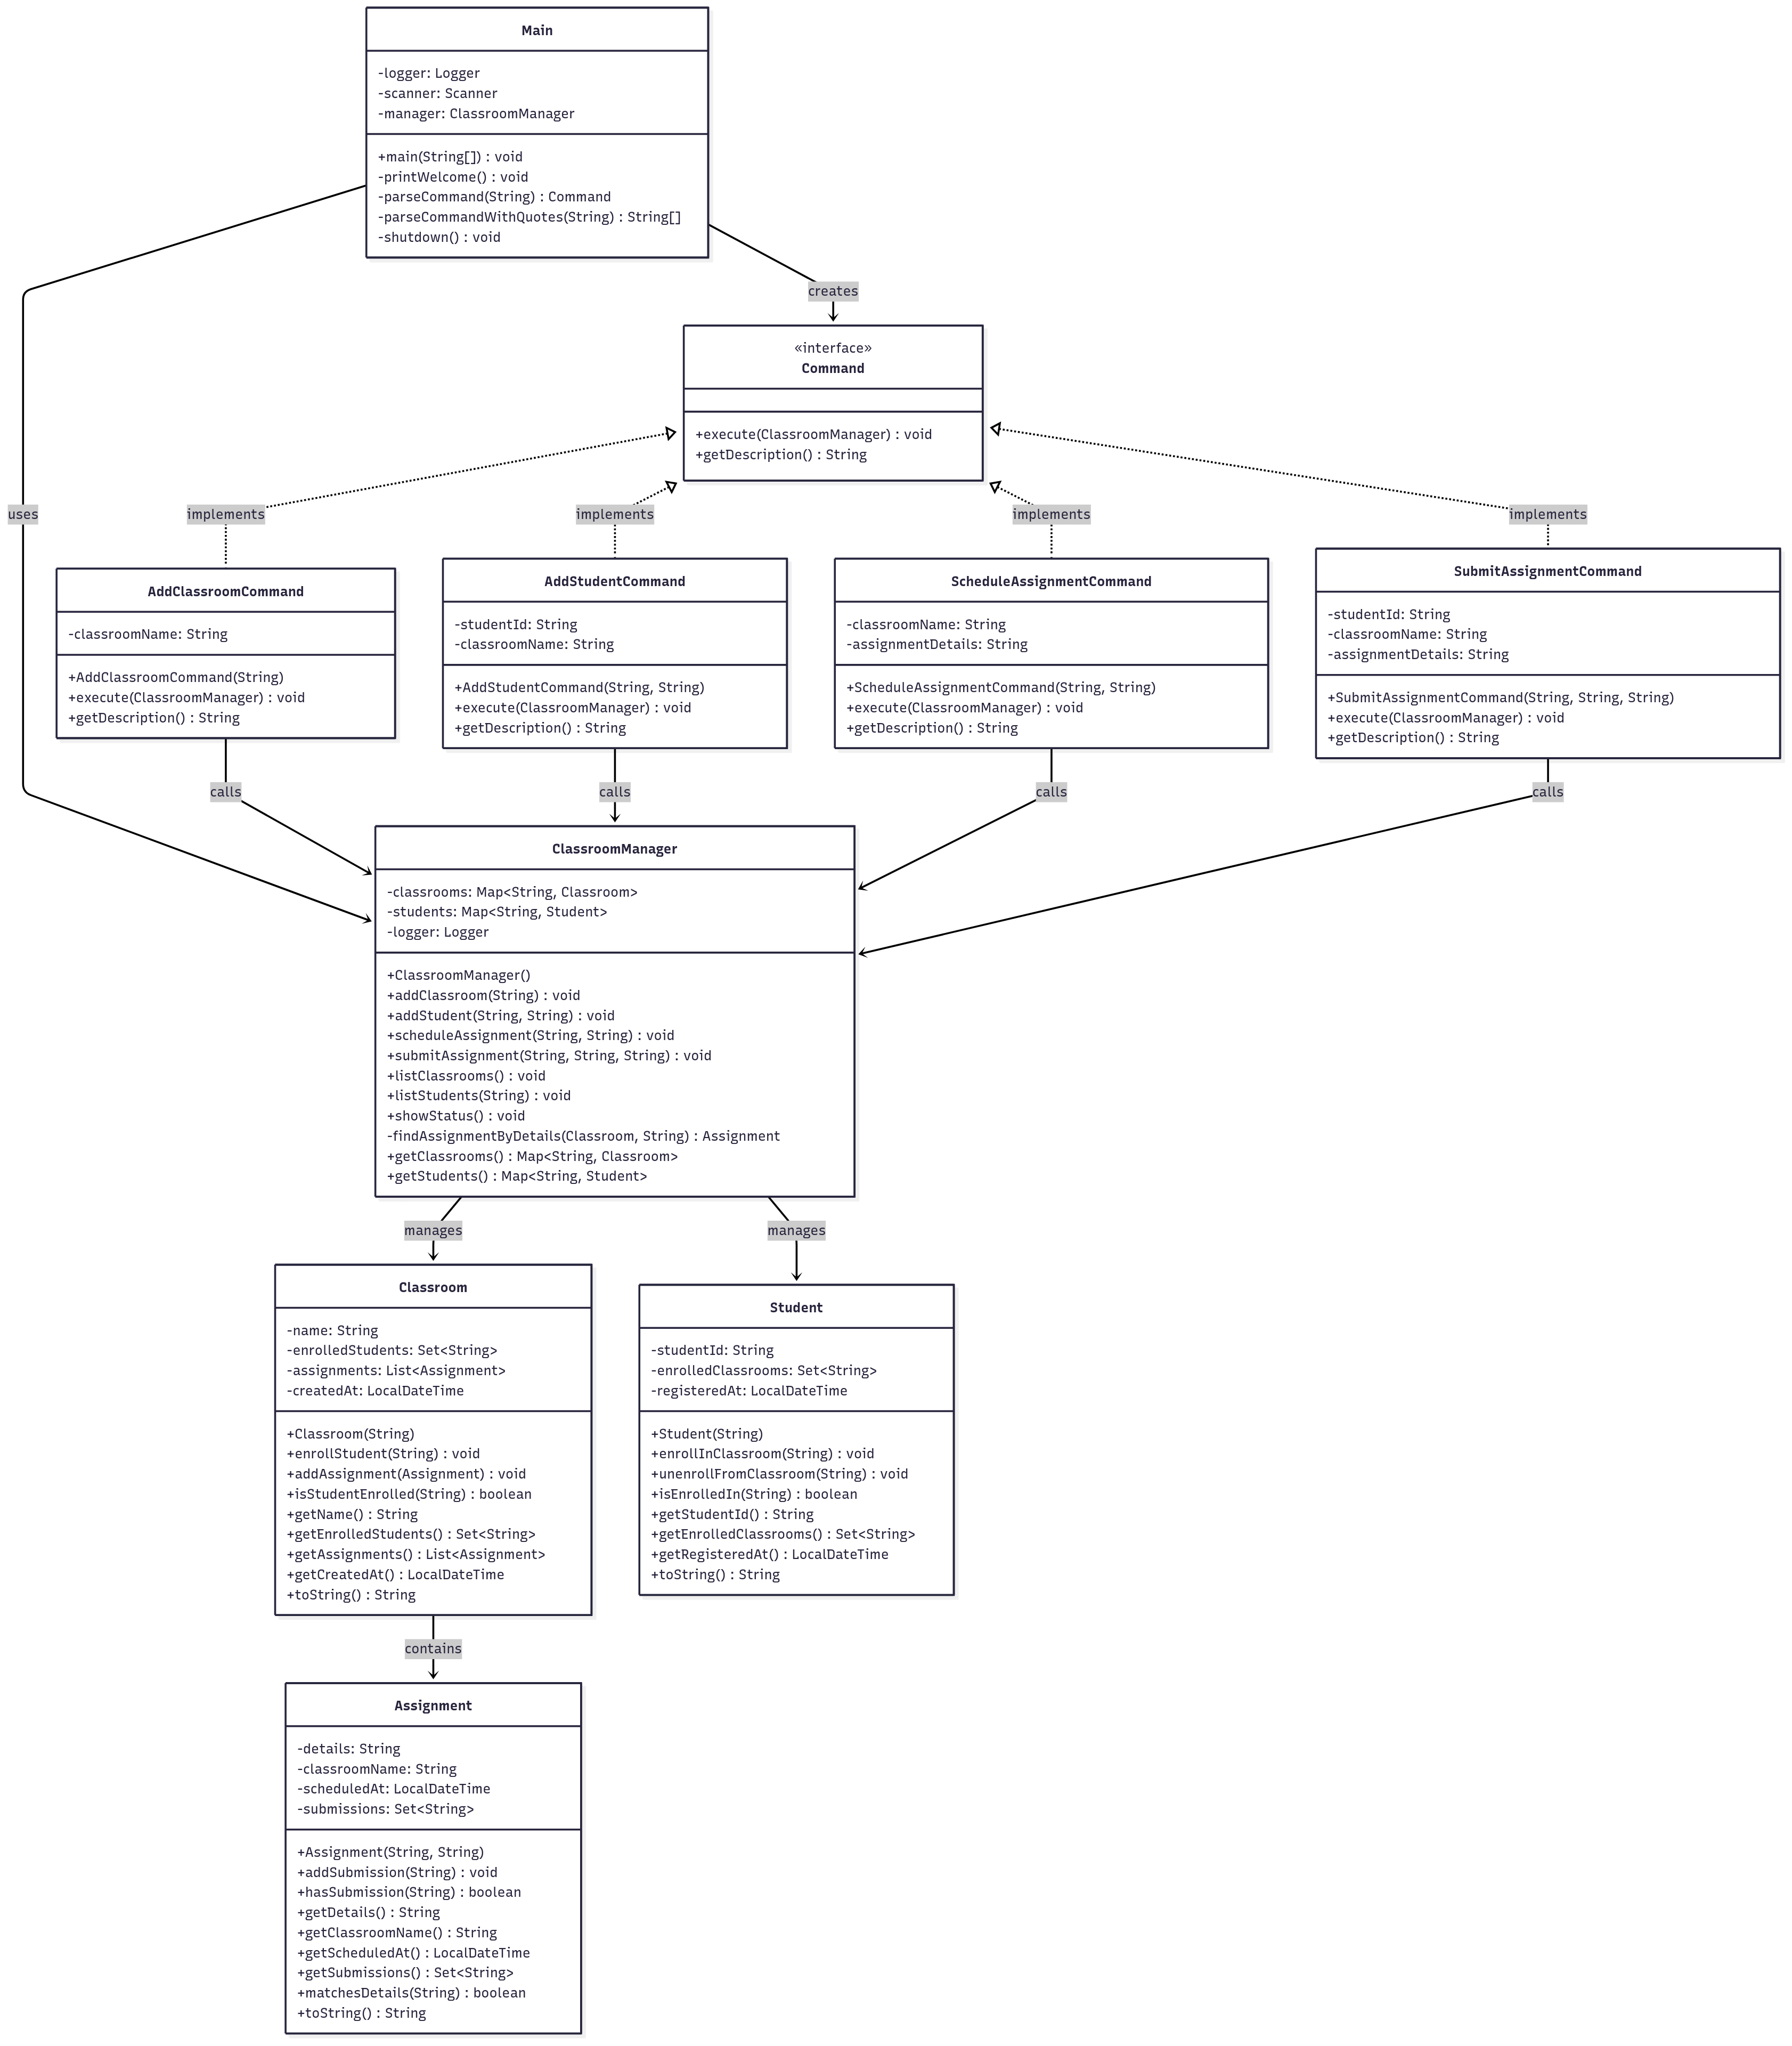 Main
-logger: Logger
-scanner: Scanner
-manager: ClassroomManager
+main(String[]) : void
-printWelcome() : void
-parseCommand(String) : Command
-parseCommandWithQuotes(String) : String[]
-shutdown() : void
creates
«interface»
Command
+execute(ClassroomManager) : void
+getDescription() : String
uses
implements
implements
implements
implements
AddClassroomCommand
-classroomName: String
+AddClassroomCommand(String)
+execute(ClassroomManager) : void
+getDescription() : String
AddStudentCommand
-studentId: String
-classroomName: String
+AddStudentCommand(String, String)
+execute(ClassroomManager) : void
+getDescription() : String
ScheduleAssignmentCommand
-classroomName: String
-assignmentDetails: String
+ScheduleAssignmentCommand(String, String)
+execute(ClassroomManager) : void
+getDescription() : String
SubmitAssignmentCommand
-studentId: String
-classroomName: String
-assignmentDetails: String
+SubmitAssignmentCommand(String, String, String)
+execute(ClassroomManager) : void
+getDescription() : String
calls
calls
calls
calls
ClassroomManager
-classrooms: Map<String, Classroom>
-students: Map<String, Student>
-logger: Logger
+ClassroomManager()
+addClassroom(String) : void
+addStudent(String, String) : void
+scheduleAssignment(String, String) : void
+submitAssignment(String, String, String) : void
+listClassrooms() : void
+listStudents(String) : void
+showStatus() : void
-findAssignmentByDetails(Classroom, String) : Assignment
+getClassrooms() : Map<String, Classroom>
+getStudents() : Map<String, Student>
manages
manages
Classroom
-name: String
-enrolledStudents: Set<String>
-assignments: List<Assignment>
-createdAt: LocalDateTime
+Classroom(String)
+enrollStudent(String) : void
+addAssignment(Assignment) : void
+isStudentEnrolled(String) : boolean
+getName() : String
+getEnrolledStudents() : Set<String>
+getAssignments() : List<Assignment>
+getCreatedAt() : LocalDateTime
+toString() : String
Student
-studentId: String
-enrolledClassrooms: Set<String>
-registeredAt: LocalDateTime
+Student(String)
+enrollInClassroom(String) : void
+unenrollFromClassroom(String) : void
+isEnrolledIn(String) : boolean
+getStudentId() : String
+getEnrolledClassrooms() : Set<String>
+getRegisteredAt() : LocalDateTime
+toString() : String
contains
Assignment
-details: String
-classroomName: String
-scheduledAt: LocalDateTime
-submissions: Set<String>
+Assignment(String, String)
+addSubmission(String) : void
+hasSubmission(String) : boolean
+getDetails() : String
+getClassroomName() : String
+getScheduledAt() : LocalDateTime
+getSubmissions() : Set<String>
+matchesDetails(String) : boolean
+toString() : String